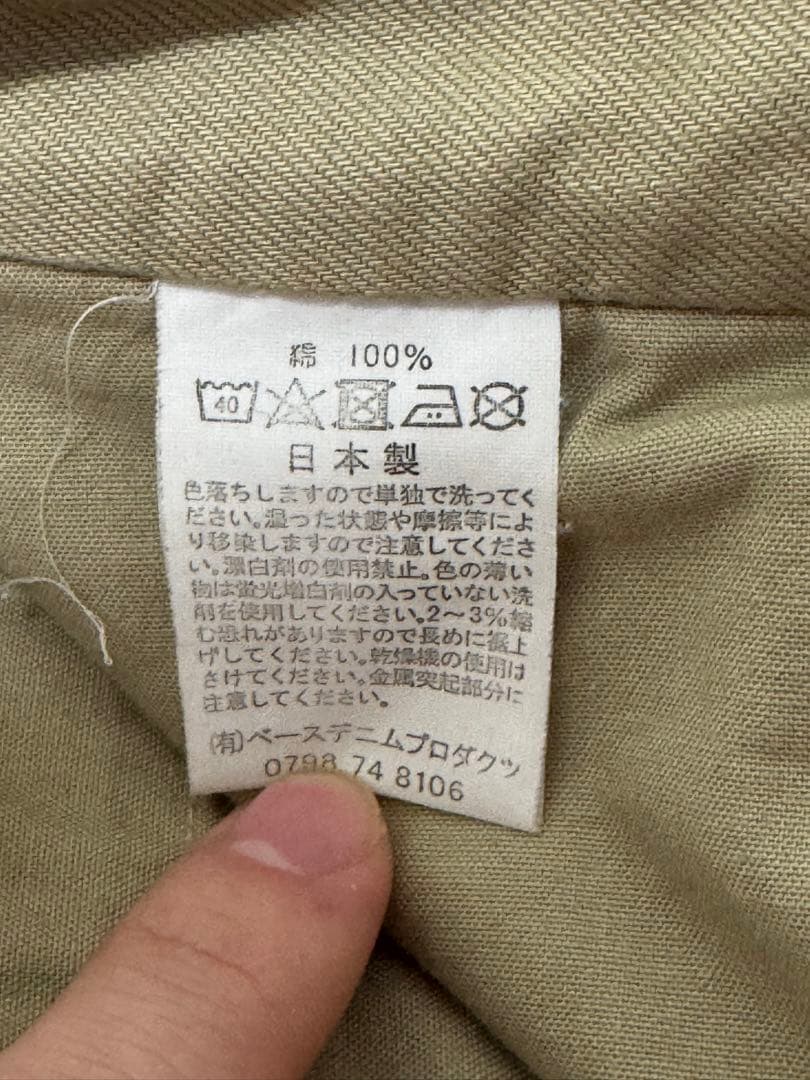 綿 100%
40
日本製
色落ちしますので単独で洗ってく
ださい。湿った状態や摩擦等によ
り移染しますので注意してくださ
い。漂白剤の使用禁止。色の薄い
物は蛍光増白剤の入っていない洗
剤を使用してください。2〜3%縮
む恐れがありますので長めに裾上
げしてください。乾燥機の使用は
さけてください。金属突起部分に
注意してください。
(有)ベースデニムプロダクツ
0798 74 8106